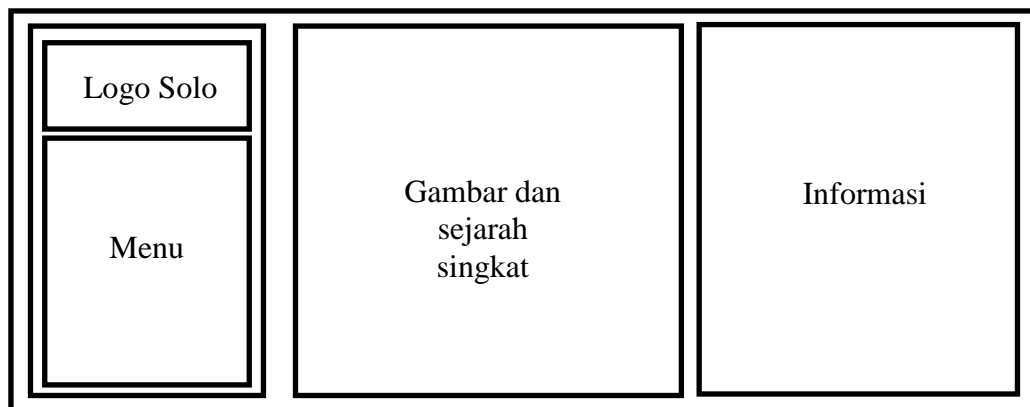 Logo Solo
Menu
Gambar dan
sejarah
singkat
Informasi